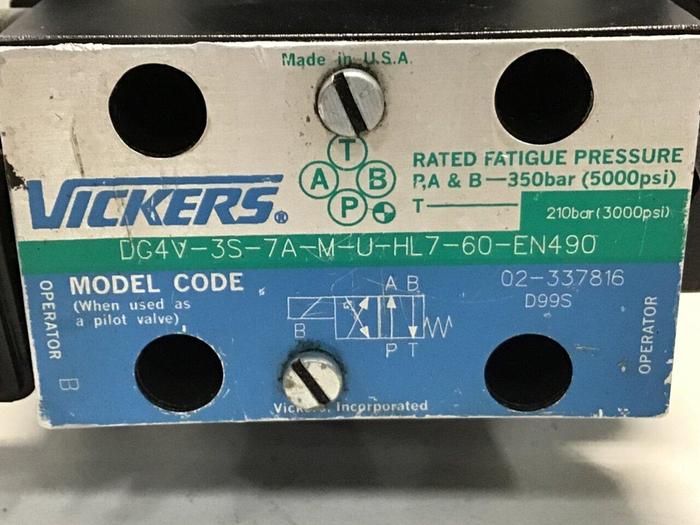 Made in U.S.A.
T
A B
P
VICKERS®
RATED FATIGUE PRESSURE
P,A & B—350bar (5000psi)
T— 210bar (3000psi)
DG4V-3S-7A-M-U-HL7-60-EN490
MODEL CODE
(When used as
a pilot valve)
02-337816
D99S
A B
B
P T
OPERATOR B
OPERATOR
Vickers, Incorporated